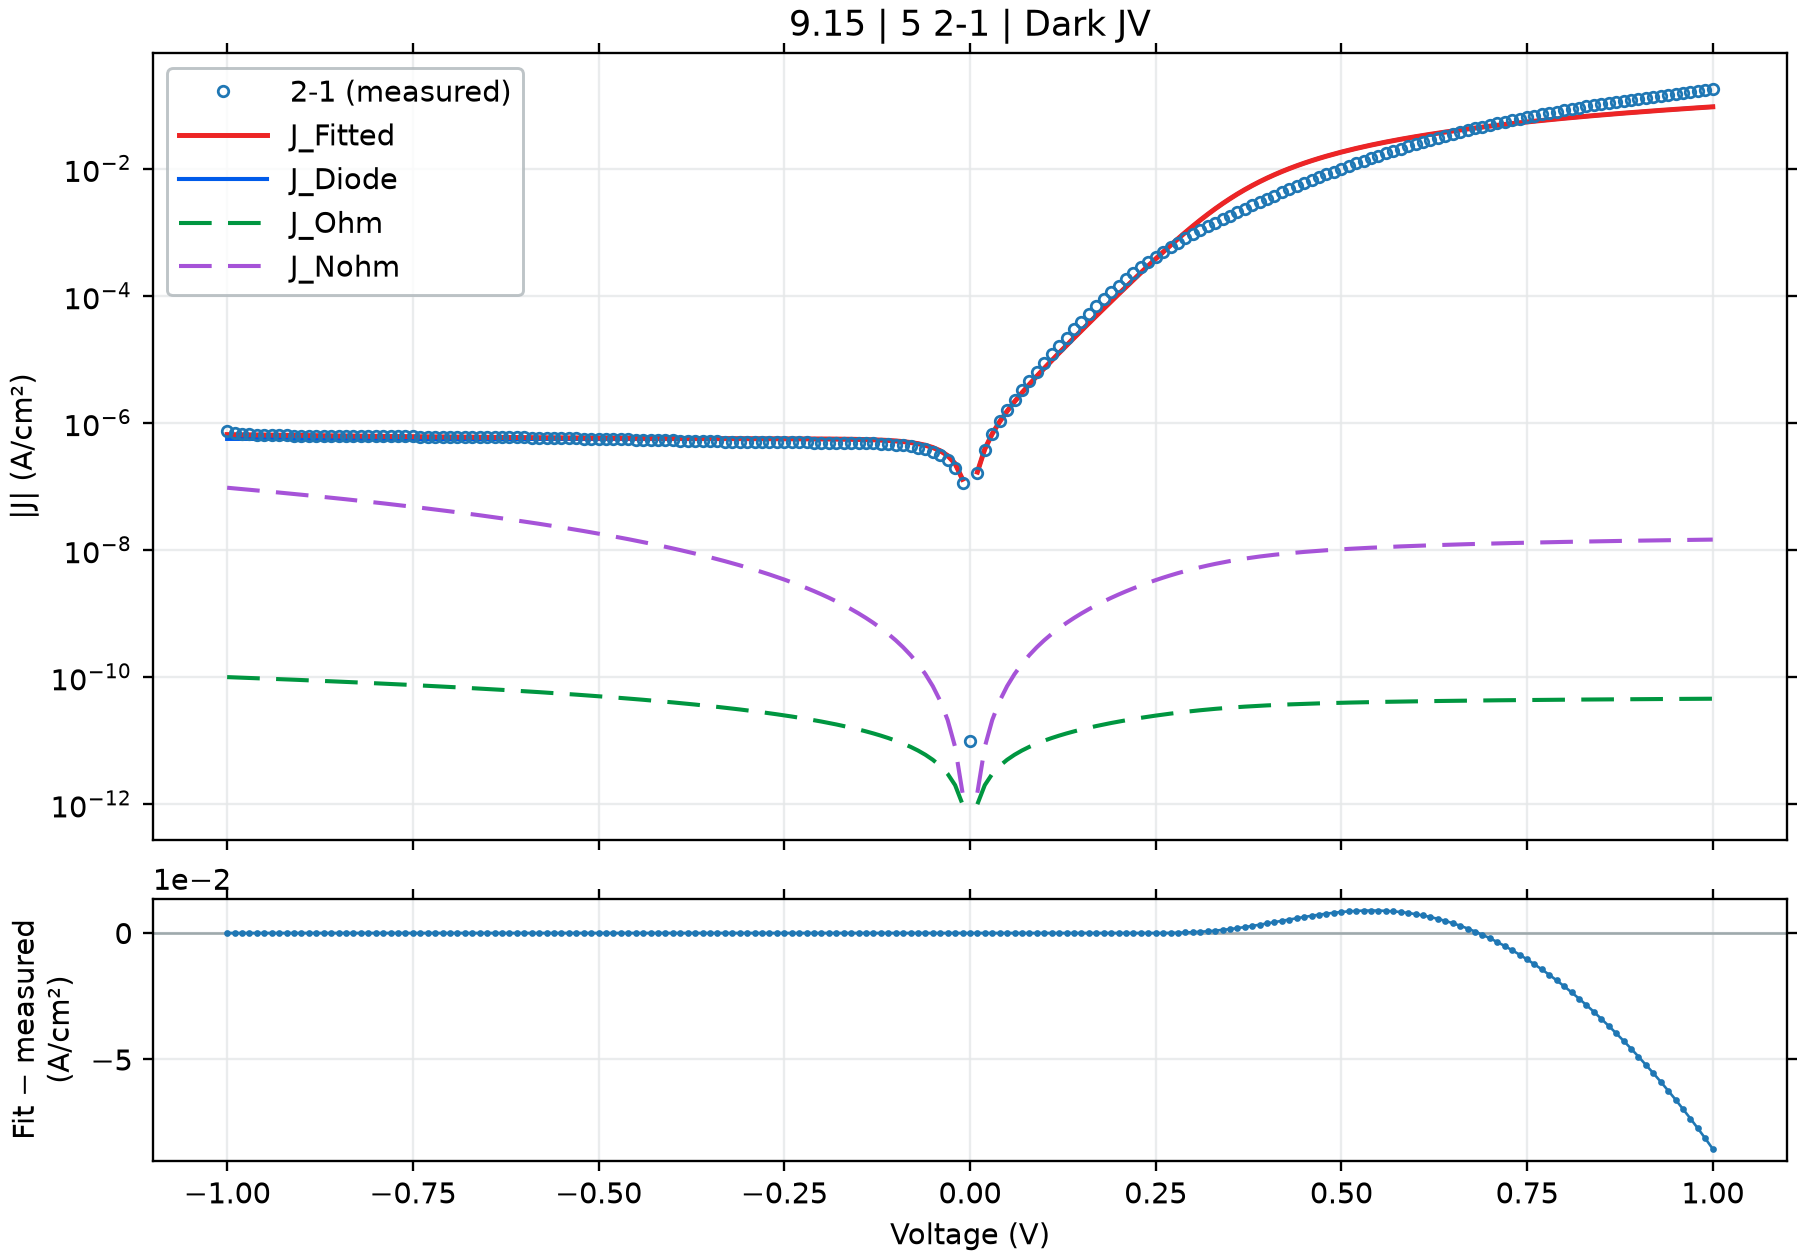 9.15 | 5 2-1 | Dark JV
2-1 (measured)
J_Fitted
J_Diode
J_Ohm
J_Nohm
|J| (A/cm²)
10⁻²
10⁻⁴
10⁻⁶
10⁻⁸
10⁻¹⁰
10⁻¹²
1e−2
Fit − measured
(A/cm²)
0
−5
−1.00 −0.75 −0.50 −0.25 0.00 0.25 0.50 0.75 1.00
Voltage (V)